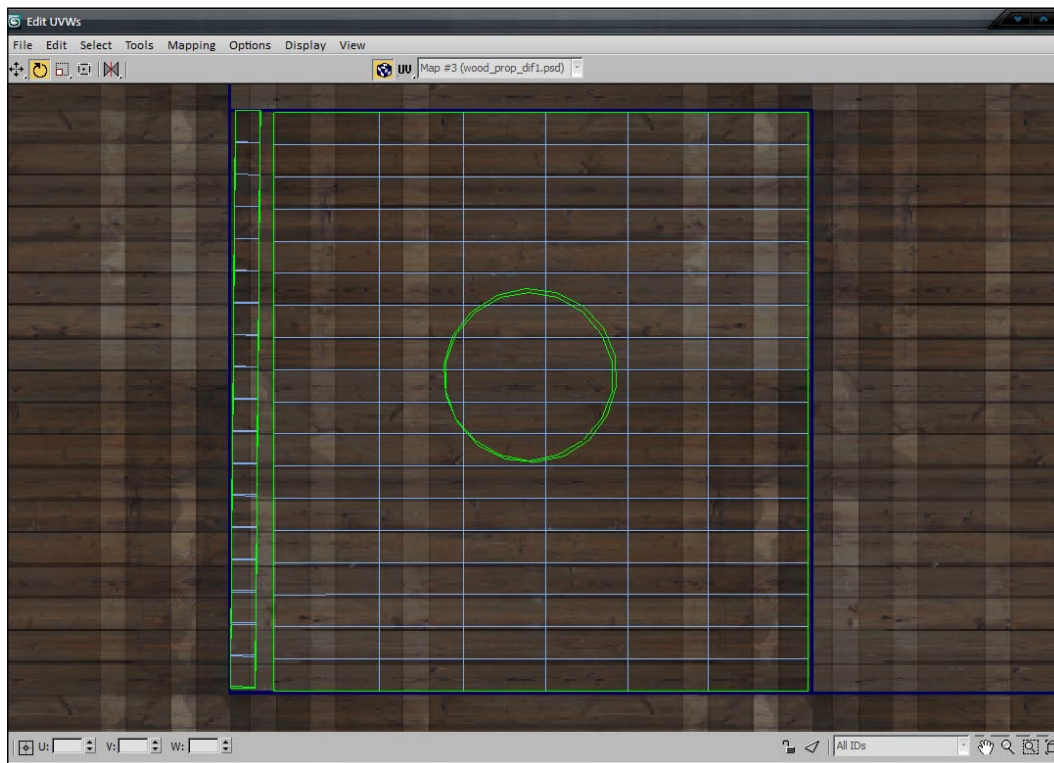 Edit UVWs
File Edit Select Tools Mapping Options Display View
UV Map #3 (wood_prop_dif1.psd)
U: V: W: All IDs